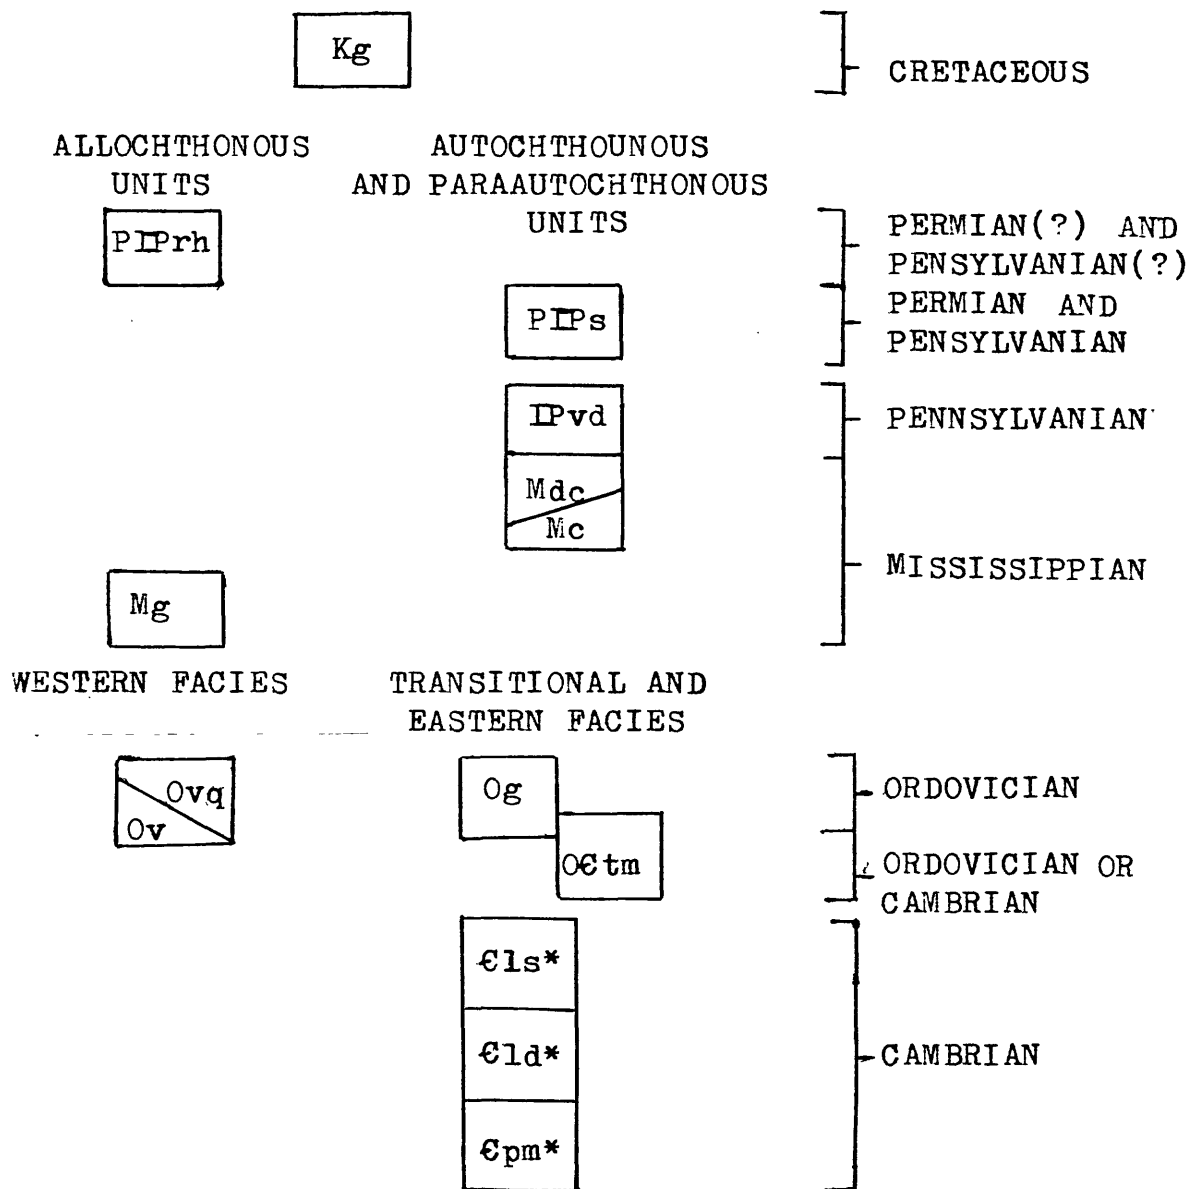 Kg
CRETACEOUS
ALLOCHTHONOUS
UNITS
AUTOCHTHOUNOUS
AND PARAAUTOCHTHONOUS
UNITS
PIPrh
PERMIAN(?) AND
PENSYLVANIAN(?)
PIPs
PERMIAN AND
PENSYLVANIAN
IPvd
PENNSYLVANIAN
Mdc
Mc
MISSISSIPPIAN
Mg
WESTERN FACIES
TRANSITIONAL AND
EASTERN FACIES
Ovq
Ov
Og
ORDOVICIAN
O€tm
ORDOVICIAN OR
CAMBRIAN
€ls*
€ld*
CAMBRIAN
€pm*